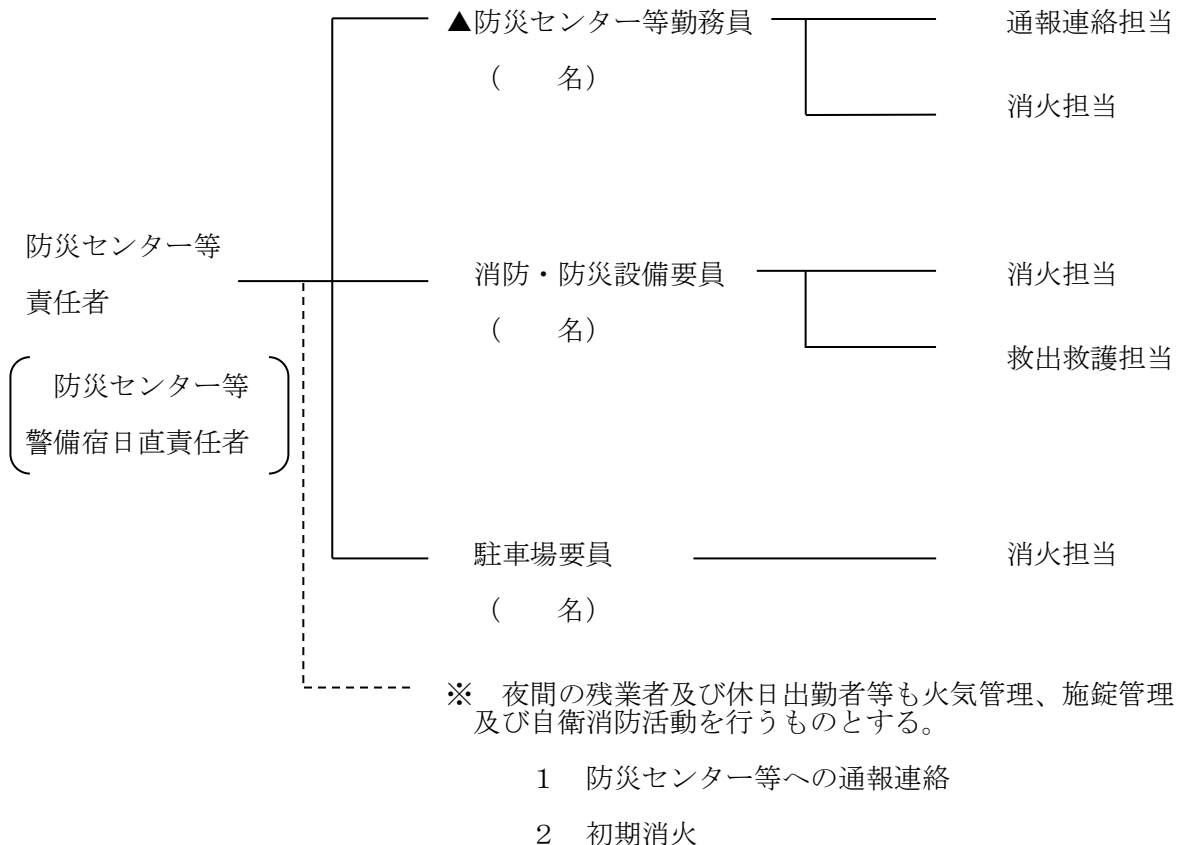 ▲防災センター等勤務員
通報連絡担当
(　　名)
消火担当
防災センター等
責任者
消防・防災設備要員
消火担当
(　　名)
救出救護担当
防災センター等
警備宿日直責任者
駐車場要員
消火担当
(　　名)
※　夜間の残業者及び休日出勤者等も火気管理、施錠管理
及び自衛消防活動を行うものとする。
１　防災センター等への通報連絡
２　初期消火